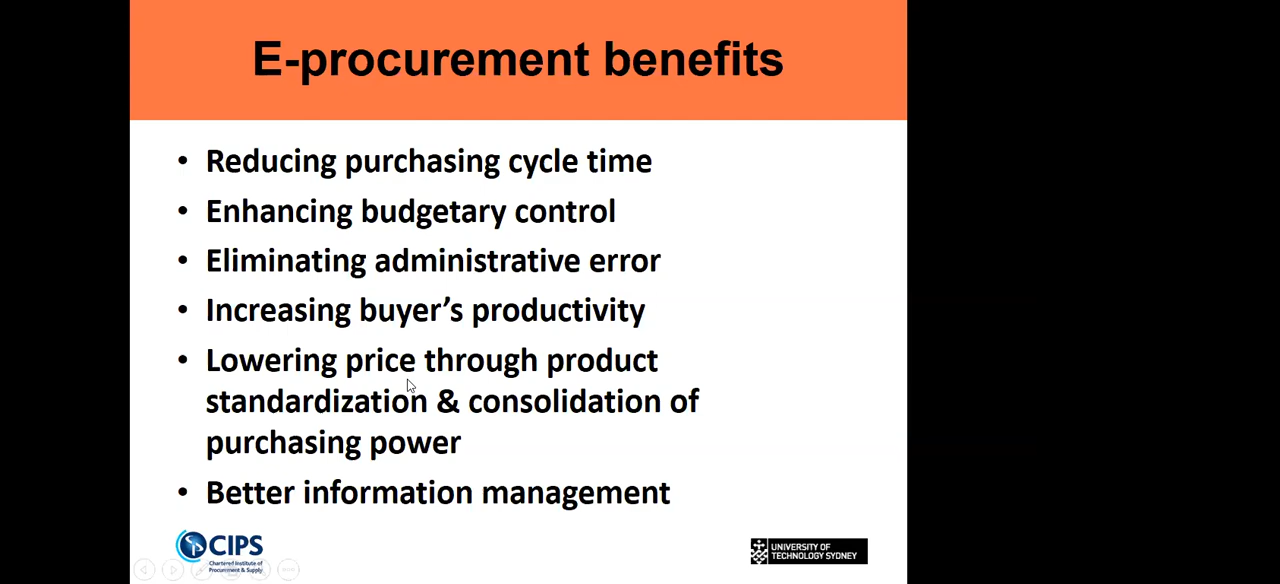 E-procurement benefits
• Reducing purchasing cycle time
• Enhancing budgetary control
• Eliminating administrative error
• Increasing buyer's productivity
• Lowering price through product
standardization & consolidation of
purchasing power
• Better information management
CIPS
Chartered Institute of
Procurement & Supply
UNIVERSITY OF
TECHNOLOGY SYDNEY